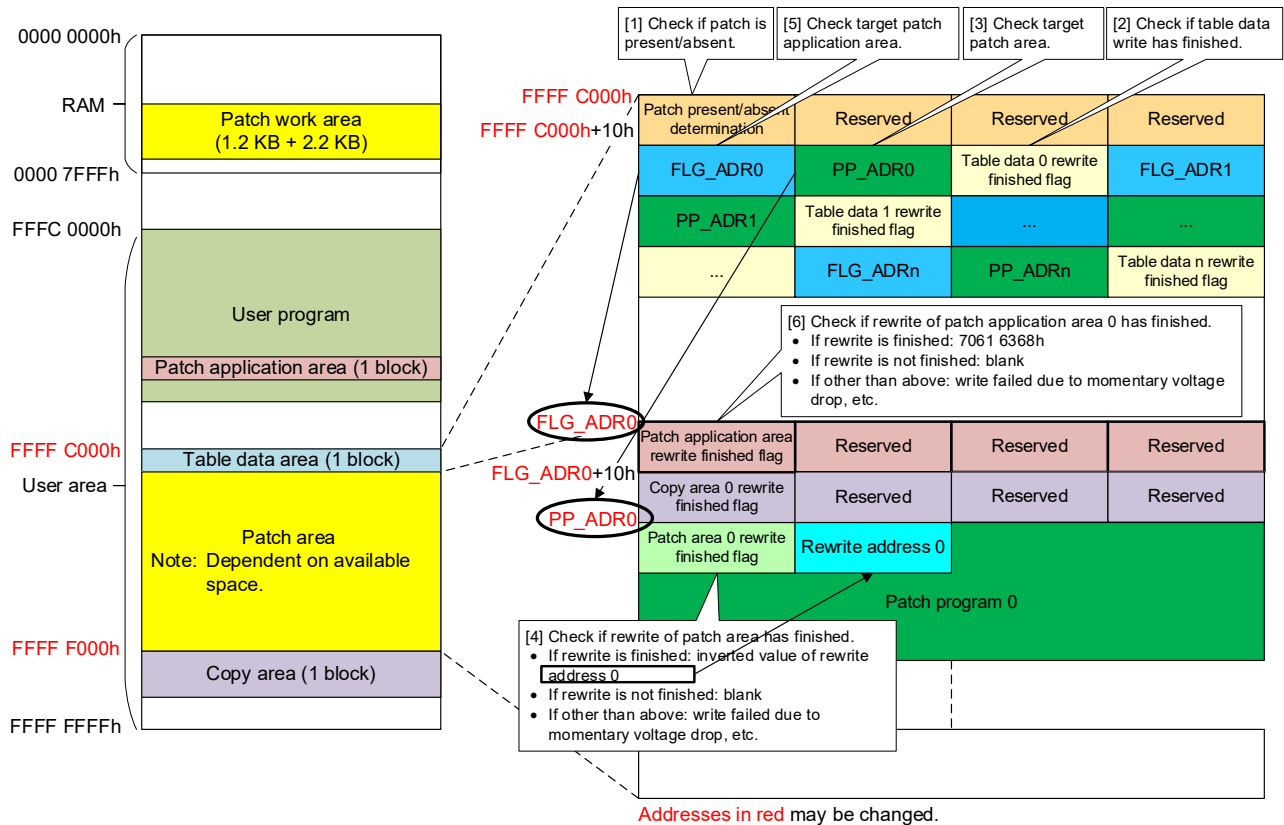 0000 0000h
RAM
Patch work area
(1.2 KB + 2.2 KB)
0000 7FFFh
FFFC 0000h
User program
Patch application area (1 block)
FFFF C000h
Table data area (1 block)
User area
Patch area
Note: Dependent on available
space.
FFFF F000h
Copy area (1 block)
FFFF FFFFh
[1] Check if patch is
present/absent.
[5] Check target patch
application area.
[3] Check target
patch area.
[2] Check if table data
write has finished.
FFFF C000h
Patch present/absent
determination
Reserved
Reserved
Reserved
FFFF C000h+10h
FLG_ADR0
PP_ADR0
Table data 0 rewrite
finished flag
FLG_ADR1
PP_ADR1
Table data 1 rewrite
finished flag
...
...
...
FLG_ADRn
PP_ADRn
Table data n rewrite
finished flag
[6] Check if rewrite of patch application area 0 has finished.
• If rewrite is finished: 7061 6368h
• If rewrite is not finished: blank
• If other than above: write failed due to momentary voltage
drop, etc.
FLG_ADR0
Patch application area
rewrite finished flag
Reserved
Reserved
Reserved
FLG_ADR0+10h
Copy area 0 rewrite
finished flag
Reserved
Reserved
Reserved
PP_ADR0
Patch area 0 rewrite
finished flag
Rewrite address 0
Patch program 0
[4] Check if rewrite of patch area has finished.
• If rewrite is finished: inverted value of rewrite
address 0
• If rewrite is not finished: blank
• If other than above: write failed due to
momentary voltage drop, etc.
Addresses in red may be changed.